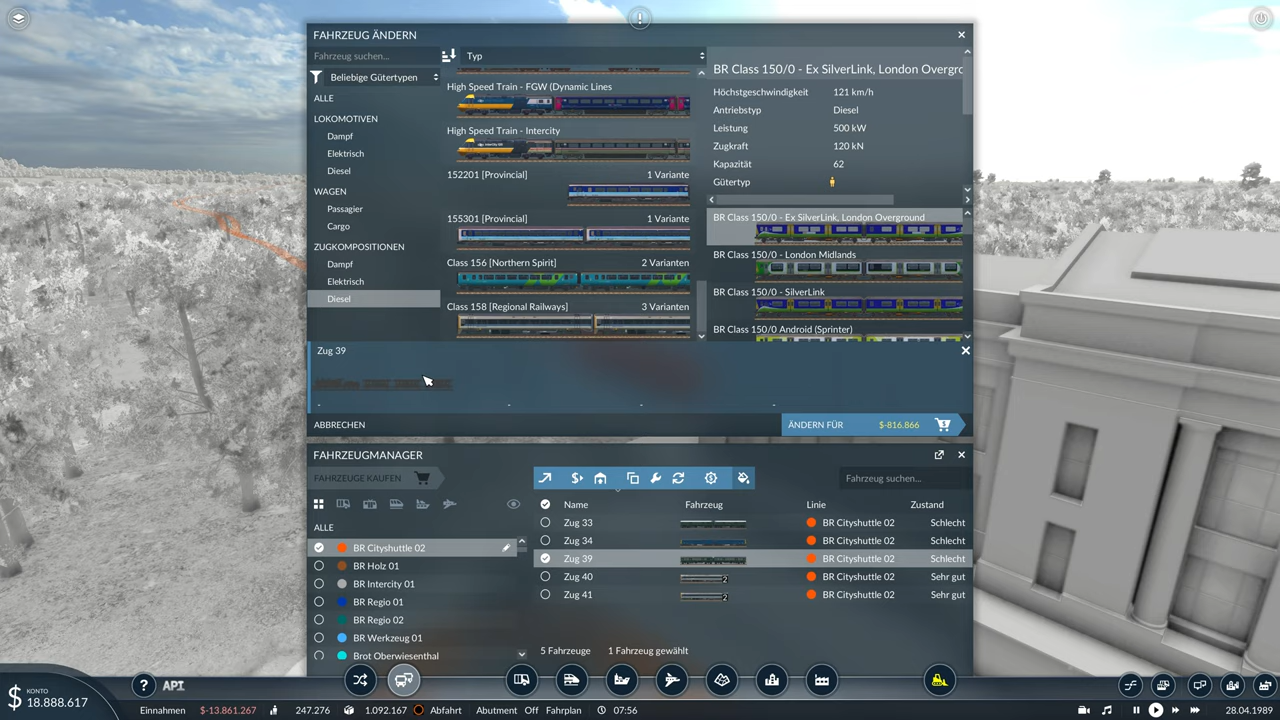 FAHRZEUG ÄNDERN
Fahrzeug suchen...
Typ
Beliebige Gütertypen
ALLE
LOKOMOTIVEN
Dampf
Elektrisch
Diesel
WAGEN
Passagier
Cargo
ZUGKOMPOSITIONEN
Dampf
Elektrisch
Diesel
High Speed Train - FGW (Dynamic Lines
High Speed Train - Intercity
152201 [Provincial] 1 Variante
155301 [Provincial] 1 Variante
Class 156 [Northern Spirit] 2 Varianten
Class 158 [Regional Railways] 3 Varianten
BR Class 150/0 - Ex SilverLink, London Overgro
Höchstgeschwindigkeit 121 km/h
Antriebstyp Diesel
Leistung 500 kW
Zugkraft 120 kN
Kapazität 62
Gütertyp
BR Class 150/0 - Ex SilverLink, London Overground
BR Class 150/0 - London Midlands
BR Class 150/0 - SilverLink
BR Class 150/0 Android (Sprinter)
Zug 39
- - - -
ABBRECHEN
ÄNDERN FÜR $-816.866
FAHRZEUGMANAGER
FAHRZEUGE KAUFEN
Fahrzeug suchen...
ALLE
BR Cityshuttle 02
BR Holz 01
BR Intercity 01
BR Regio 01
BR Regio 02
BR Werkzeug 01
Brot Oberwiesenthal
Name Fahrzeug Linie Zustand
Zug 33 BR Cityshuttle 02 Schlecht
Zug 34 BR Cityshuttle 02 Schlecht
Zug 39 BR Cityshuttle 02 Schlecht
Zug 40 2 BR Cityshuttle 02 Sehr gut
Zug 41 2 BR Cityshuttle 02 Sehr gut
5 Fahrzeuge 1 Fahrzeug gewählt
$ KONTO
18.888.617
? API
Einnahmen $-13.861.267 247.276 1.092.167 Abfahrt Abutment Off Fahrplan 07:56
28.04.1989